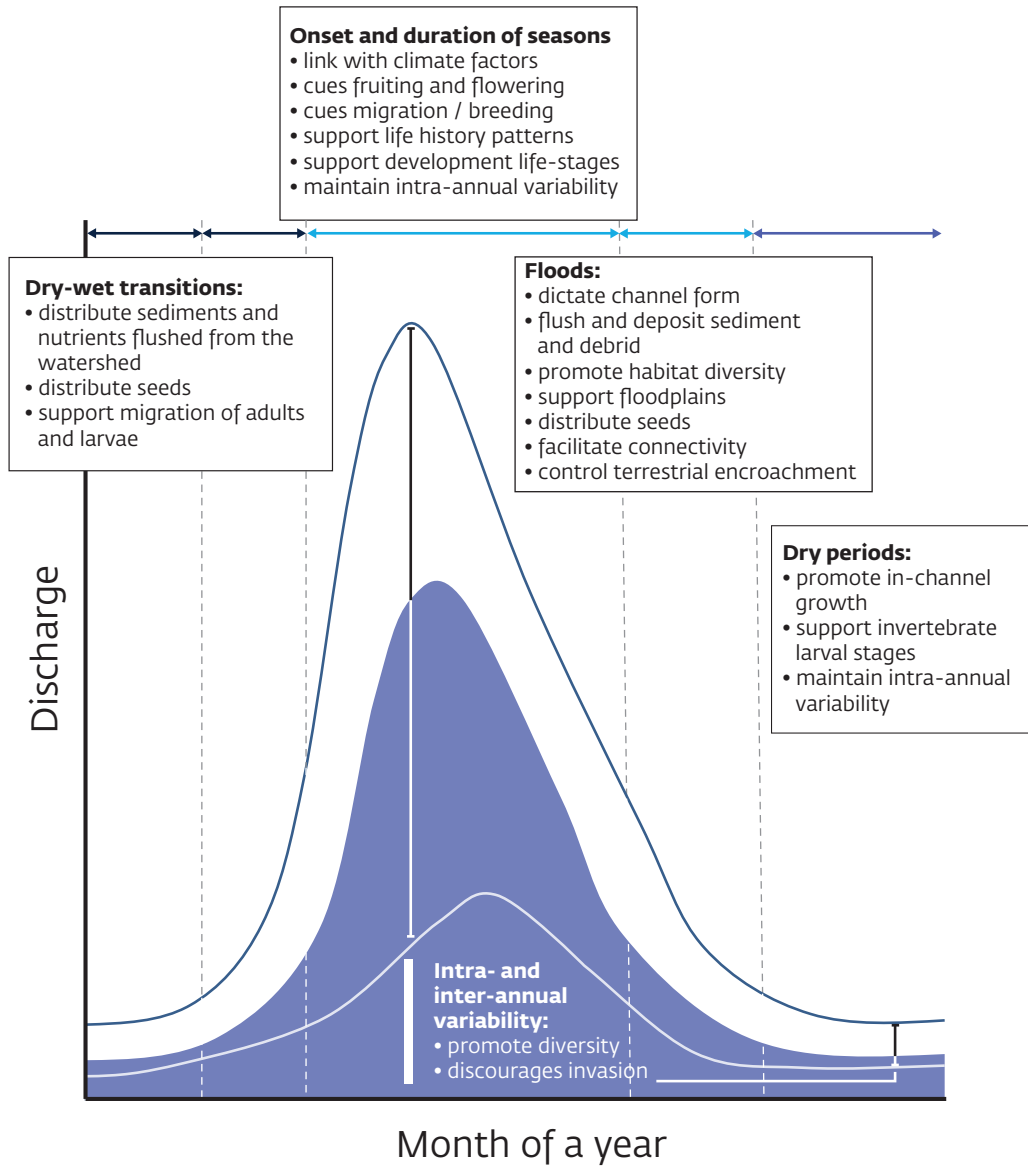 Onset and duration of seasons
• link with climate factors
• cues fruiting and flowering
• cues migration / breeding
• support life history patterns
• support development life-stages
• maintain intra-annual variability
Dry-wet transitions:
• distribute sediments and
nutrients flushed from the
watershed
• distribute seeds
• support migration of adults
and larvae
Floods:
• dictate channel form
• flush and deposit sediment
and debrid
• promote habitat diversity
• support floodplains
• distribute seeds
• facilitate connectivity
• control terrestrial encroachment
Dry periods:
• promote in-channel
growth
• support invertebrate
larval stages
• maintain intra-annual
variability
Discharge
Intra- and
inter-annual
variability:
• promote diversity
• discourages invasion
Month of a year